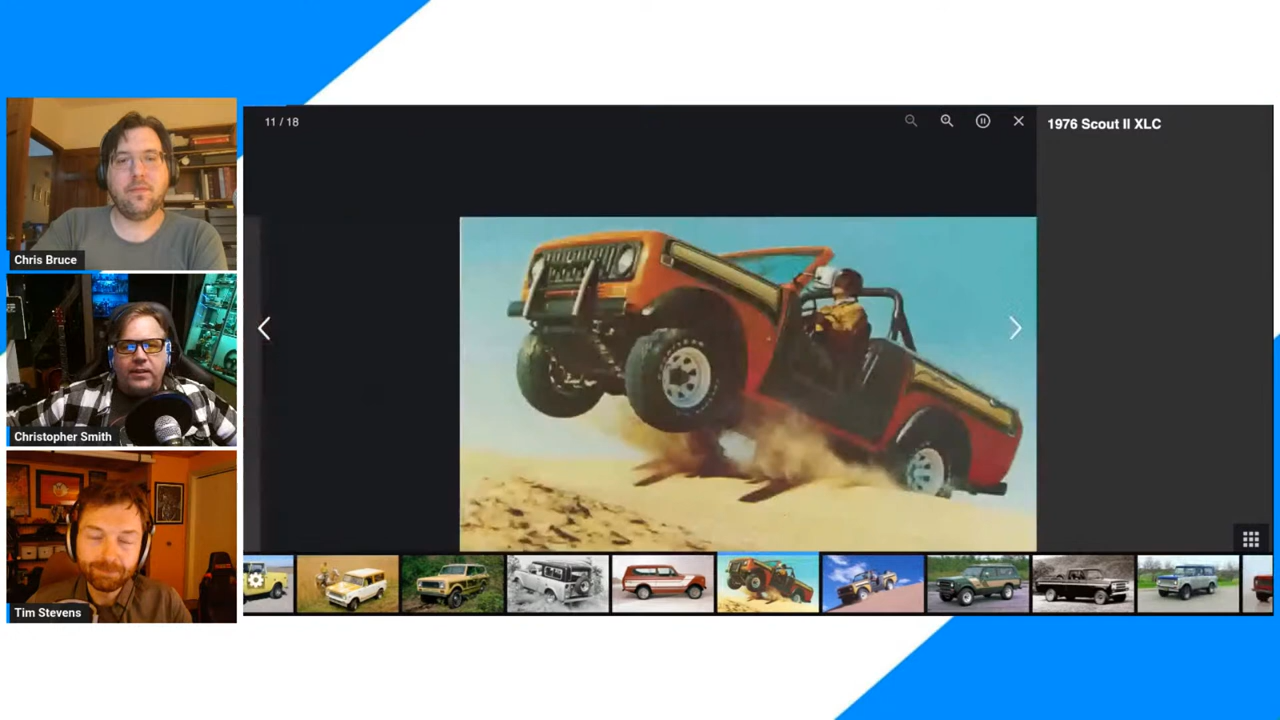 11 / 18
1976 Scout II XLC
Chris Bruce
Christopher Smith
Tim Stevens